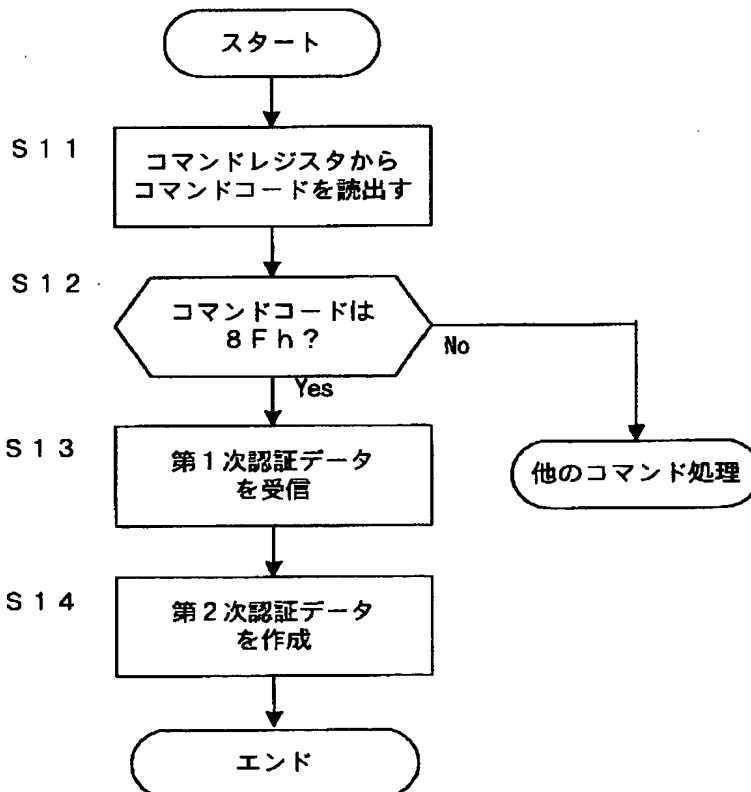 スタート
S11
コマンドレジスタから
コマンドコードを読出す
S12
コマンドコードは
8Fh?
No
Yes
S13
第1次認証データ
を受信
他のコマンド処理
S14
第2次認証データ
を作成
エンド